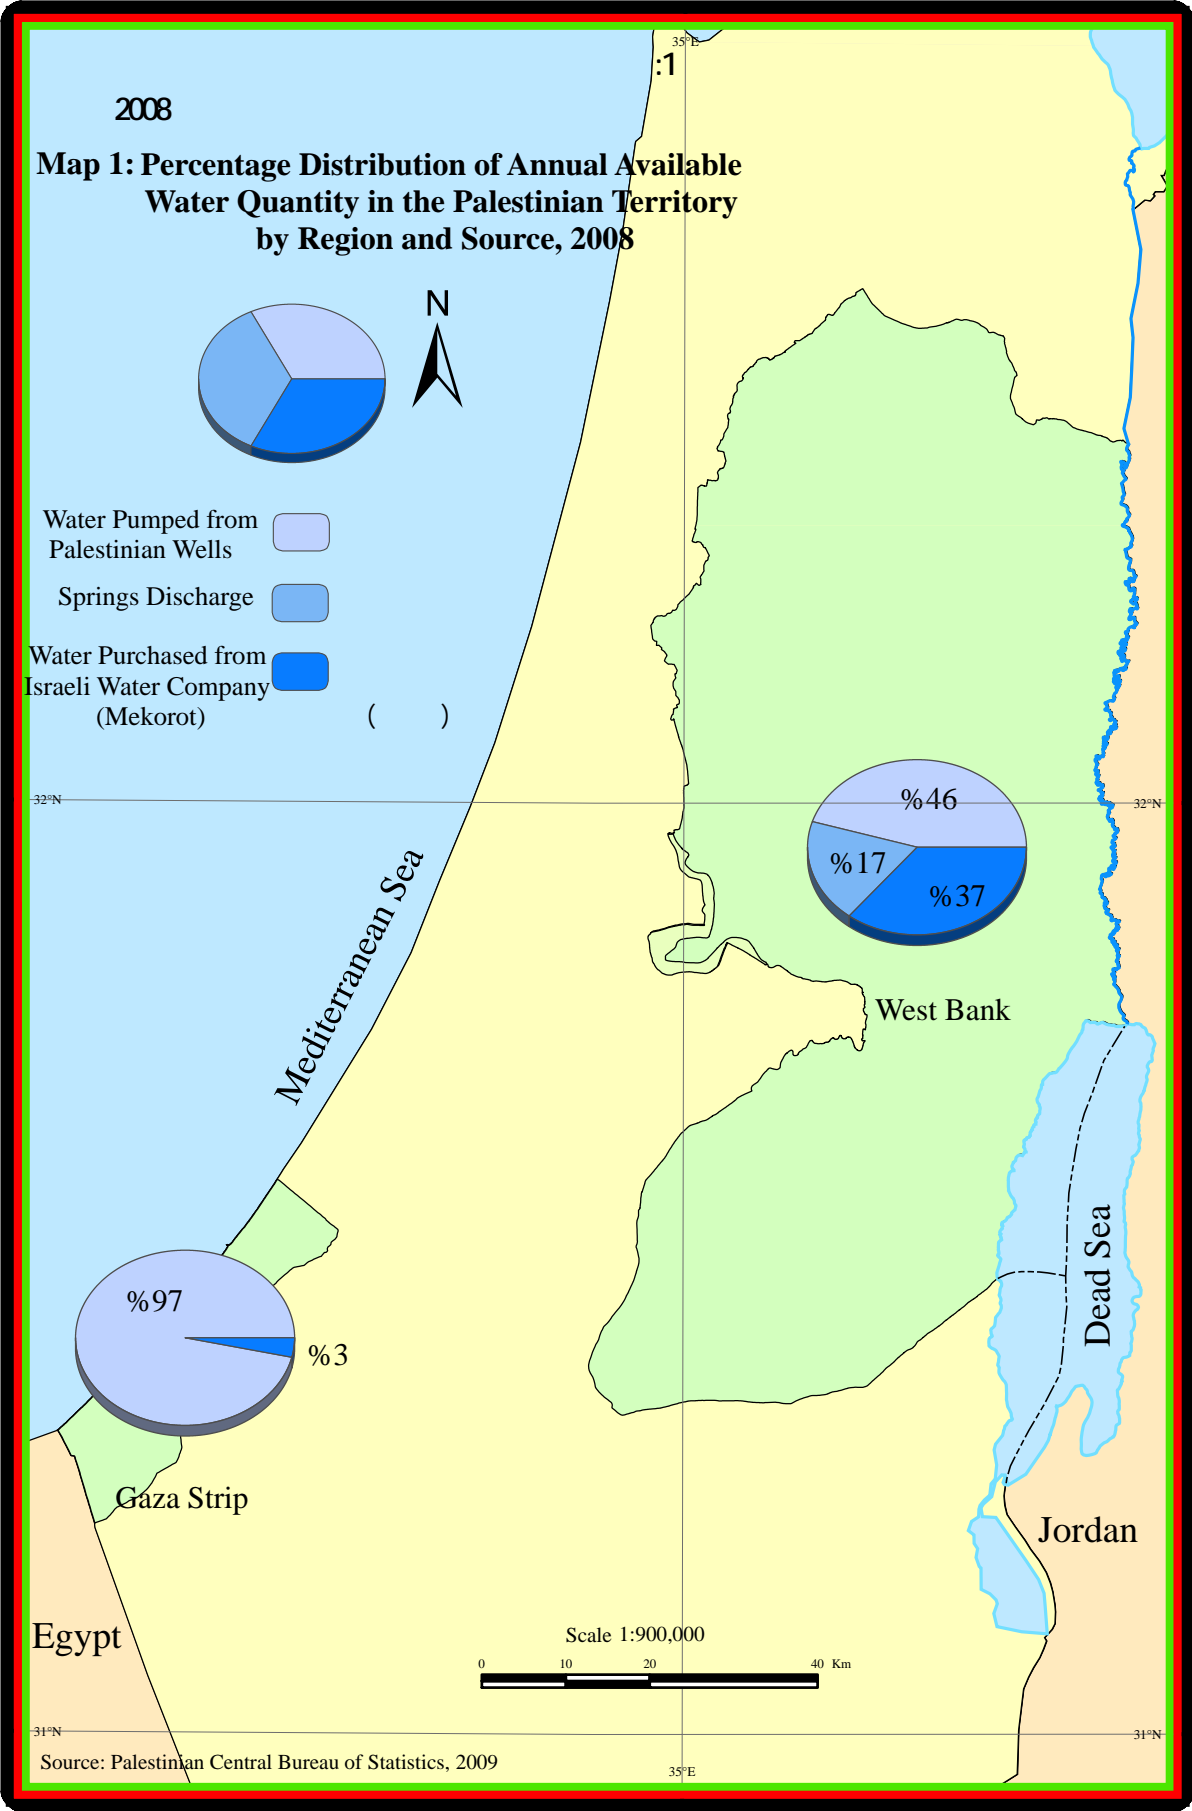 35°E
:1
2008
Map 1: Percentage Distribution of Annual Available
Water Quantity in the Palestinian Territory
by Region and Source, 2008
N
Water Pumped from
Palestinian Wells
Springs Discharge
Water Purchased from
Israeli Water Company
(Mekorot)
( )
32°N
32°N
%46
%17
%37
Mediterranean Sea
West Bank
Dead Sea
%97
%3
Gaza Strip
Jordan
Egypt
Scale 1:900,000
0 10 20 40 Km
31°N
31°N
Source: Palestinian Central Bureau of Statistics, 2009
35°E